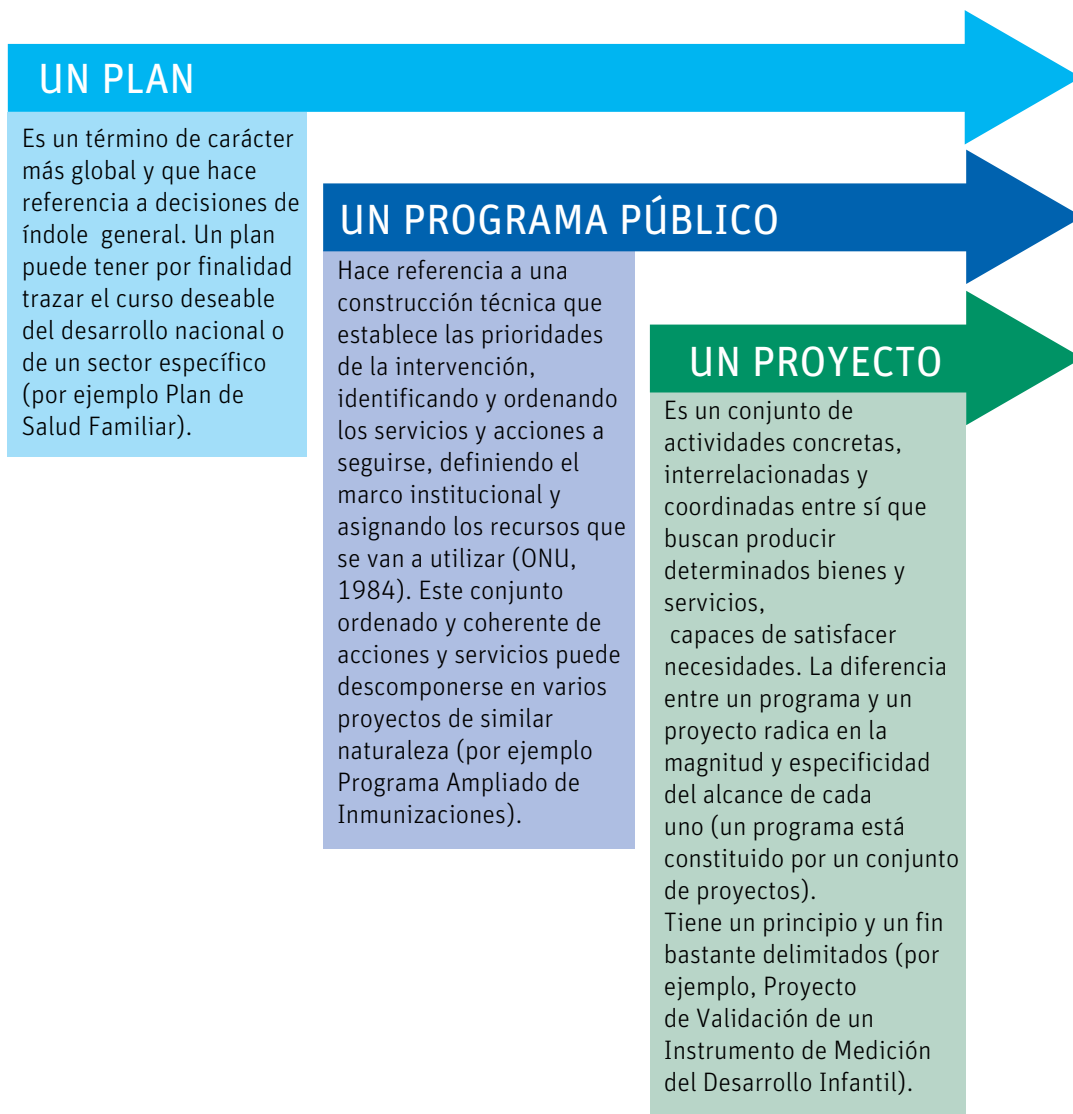 UN PLAN
Es un término de carácter
más global y que hace
referencia a decisiones de
índole general. Un plan
puede tener por finalidad
trazar el curso deseable
del desarrollo nacional o
de un sector específico
(por ejemplo Plan de
Salud Familiar).
UN PROGRAMA PÚBLICO
Hace referencia a una
construcción técnica que
establece las prioridades
de la intervención,
identificando y ordenando
los servicios y acciones a
seguirse, definiendo el
marco institucional y
asignando los recursos que
se van a utilizar (ONU,
1984). Este conjunto
ordenado y coherente de
acciones y servicios puede
descomponerse en varios
proyectos de similar
naturaleza (por ejemplo
Programa Ampliado de
Inmunizaciones).
UN PROYECTO
Es un conjunto de
actividades concretas,
interrelacionadas y
coordinadas entre sí que
buscan producir
determinados bienes y
servicios,
capaces de satisfacer
necesidades. La diferencia
entre un programa y un
proyecto radica en la
magnitud y especificidad
del alcance de cada
uno (un programa está
constituido por un conjunto
de proyectos).
Tiene un principio y un fin
bastante delimitados (por
ejemplo, Proyecto
de Validación de un
Instrumento de Medición
del Desarrollo Infantil).